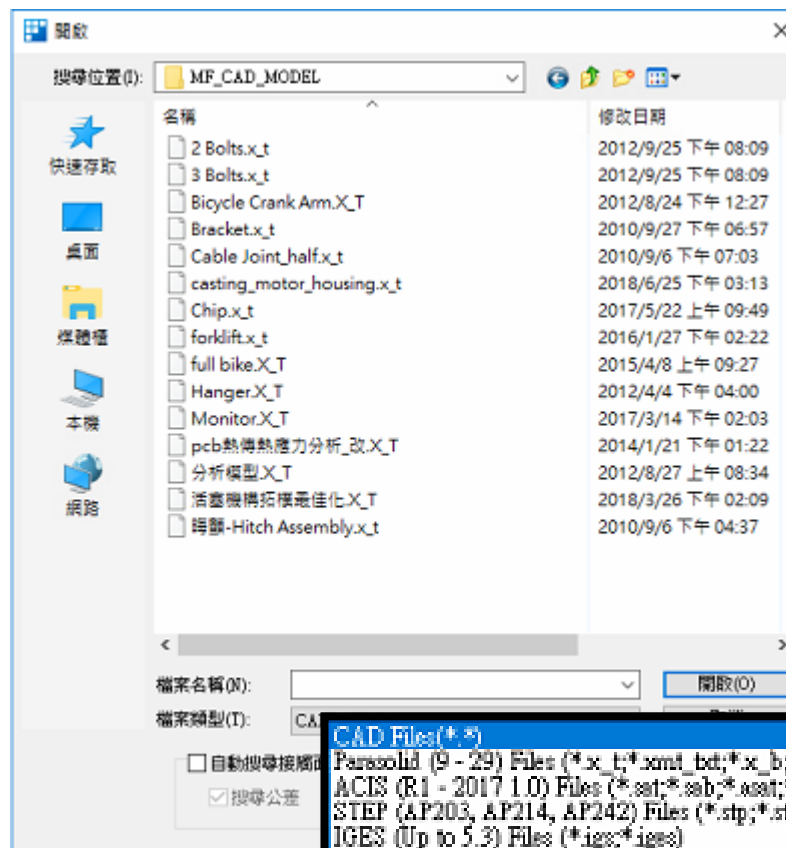 開啟
搜尋位置(I): MF_CAD_MODEL
名稱 修改日期
快速存取
桌面
媒體櫃
本機
網路
2 Bolts.x_t 2012/9/25 下午 08:09
3 Bolts.x_t 2012/9/25 下午 08:09
Bicycle Crank Arm.X_T 2012/8/24 下午 12:27
Bracket.x_t 2010/9/27 下午 06:57
Cable Joint_half.x_t 2010/9/6 下午 07:03
casting_motor_housing.x_t 2018/6/25 下午 03:13
Chip.x_t 2017/5/22 上午 09:49
forklift.x_t 2016/1/27 下午 02:22
full bike.X_T 2015/4/8 上午 09:27
Hanger.X_T 2012/4/4 下午 04:00
Monitor.X_T 2017/3/14 下午 02:03
pcb熱傳熱應力分析_改.X_T 2014/1/21 下午 01:22
分析模型.X_T 2012/8/27 上午 08:34
活塞機構拓樸最佳化.X_T 2018/3/26 下午 02:09
-Hitch Assembly.x_t 2010/9/6 下午 04:37
檔案名稱(N): 開啟(O)
檔案類型(T): CA
CAD Files(*.*)
自動搜尋接觸面
Parasolid (9 - 29) Files (*.x_t;*.xmt_txt;*.x_b;
搜尋公差
ACIS (R1 - 2017 1.0) Files (*.sat;*.sab;*.asat;
STEP (AP203, AP214, AP242) Files (*.stp;*.st
IGES (Up to 5.3) Files (*.igs;*.iges)